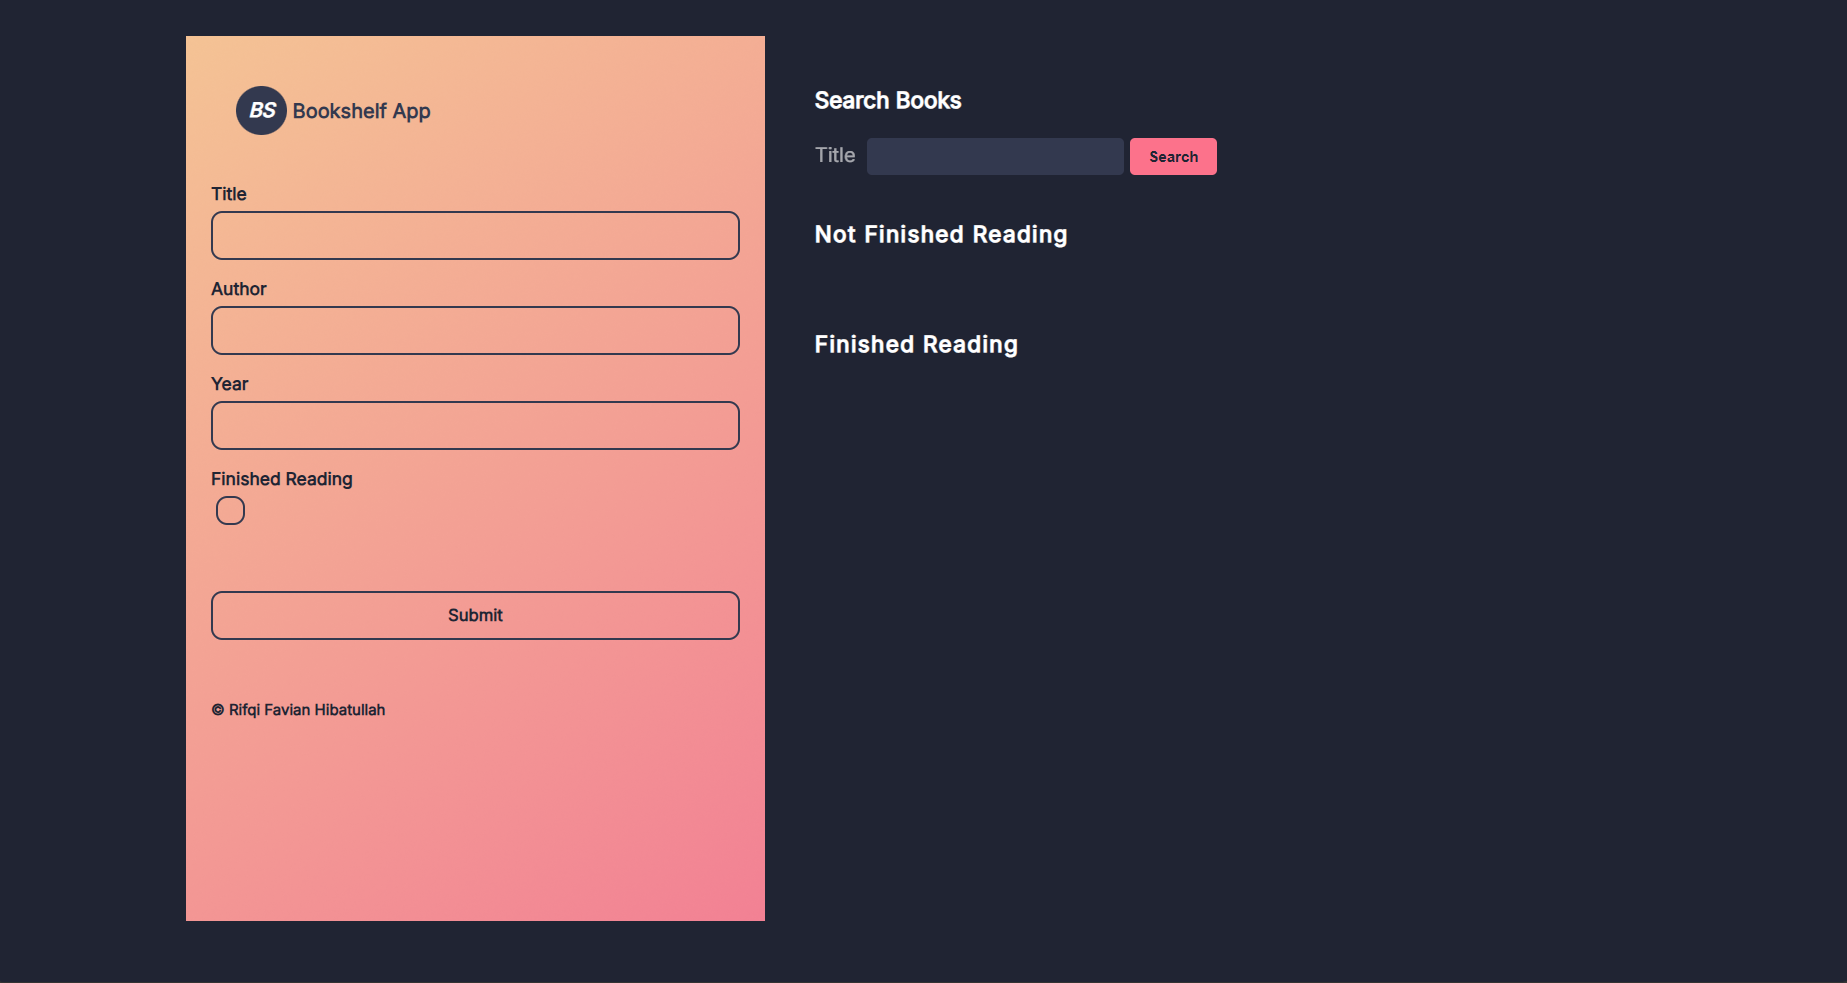 BS Bookshelf App
Title
Author
Year
Finished Reading
Submit
© Rifqi Favian Hibatullah
Search Books
Title Search
Not Finished Reading
Finished Reading